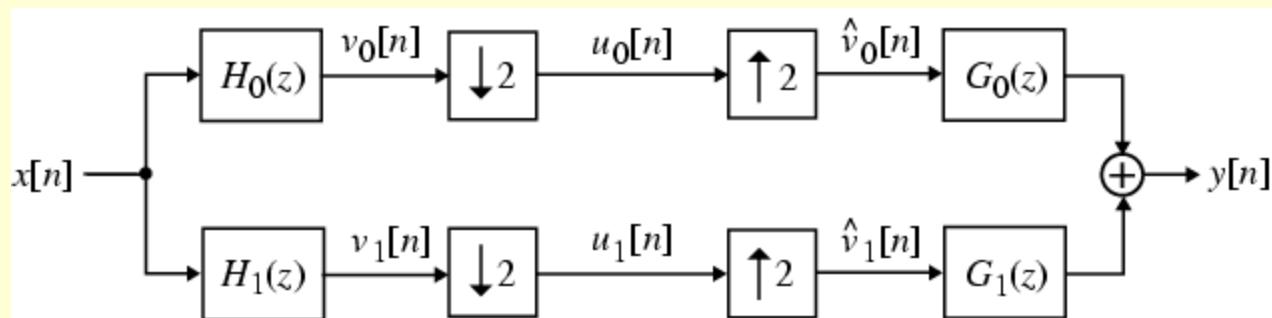 v₀[n] u₀[n] v̂₀[n]
H₀(z) ↓2 ↑2 G₀(z)
x[n] + y[n]
v₁[n] u₁[n] v̂₁[n]
H₁(z) ↓2 ↑2 G₁(z)